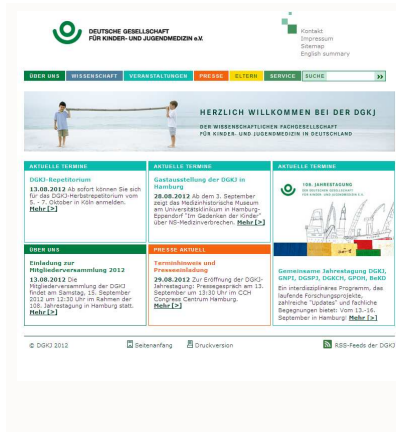 DEUTSCHE GESELLSCHAFT
FÜR KINDER- UND JUGENDMEDIZIN e.V.
Kontakt
Impressum
Sitemap
English summary
ÜBER UNS WISSENSCHAFT VERANSTALTUNGEN PRESSE ELTERN SERVICE SUCHE »
HERZLICH WILLKOMMEN BEI DER DGKJ
DER WISSENSCHAFTLICHEN FACHGESELLSCHAFT
FÜR KINDER- UND JUGENDMEDIZIN IN DEUTSCHLAND
AKTUELLE TERMINE
DGKJ-Repetitorium
13.08.2012 Ab sofort können Sie sich
für das DGKJ-Herbstrepetitorium vom
5. - 7. Oktober in Köln anmelden.
Mehr [>]
AKTUELLE TERMINE
Gastausstellung der DGKJ in
Hamburg
28.08.2012 Ab dem 3. September
zeigt das Medizinhistorische Museum
am Universitätsklinikum in Hamburg-
Eppendorf "Im Gedenken der Kinder"
über NS-Medizinverbrechen. Mehr [>]
AKTUELLE TERMINE
108. JAHRESTAGUNG
Gemeinsame Jahrestagung DGKJ,
GNPI, DGSPJ, DGKCH, GPOH, BeKD
Ein interdisziplinäres Programm, das
laufende Forschungsprojekte,
zahlreiche "Updates" und fachliche
Begegnungen bietet: Vom 13.-16.
September in Hamburg! Mehr [>]
ÜBER UNS
Einladung zur
Mitgliederversammlung 2012
13.08.2012 Die
Mitgliederversammlung der DGKJ
findet am Samstag, 15. September
2012 um 12:30 Uhr im Rahmen der
108. Jahrestagung in Hamburg statt.
Mehr [>]
PRESSE AKTUELL
Terminhinweis und
Presseeinladung
29.08.2012 Zur Eröffnung der DGKJ-
Jahrestagung: Pressegespräch am 13.
September um 13:30 Uhr im CCH
Congress Centrum Hamburg.
Mehr [>]
© DGKJ 2012 Seitenanfang Druckversion RSS-Feeds der DGKJ